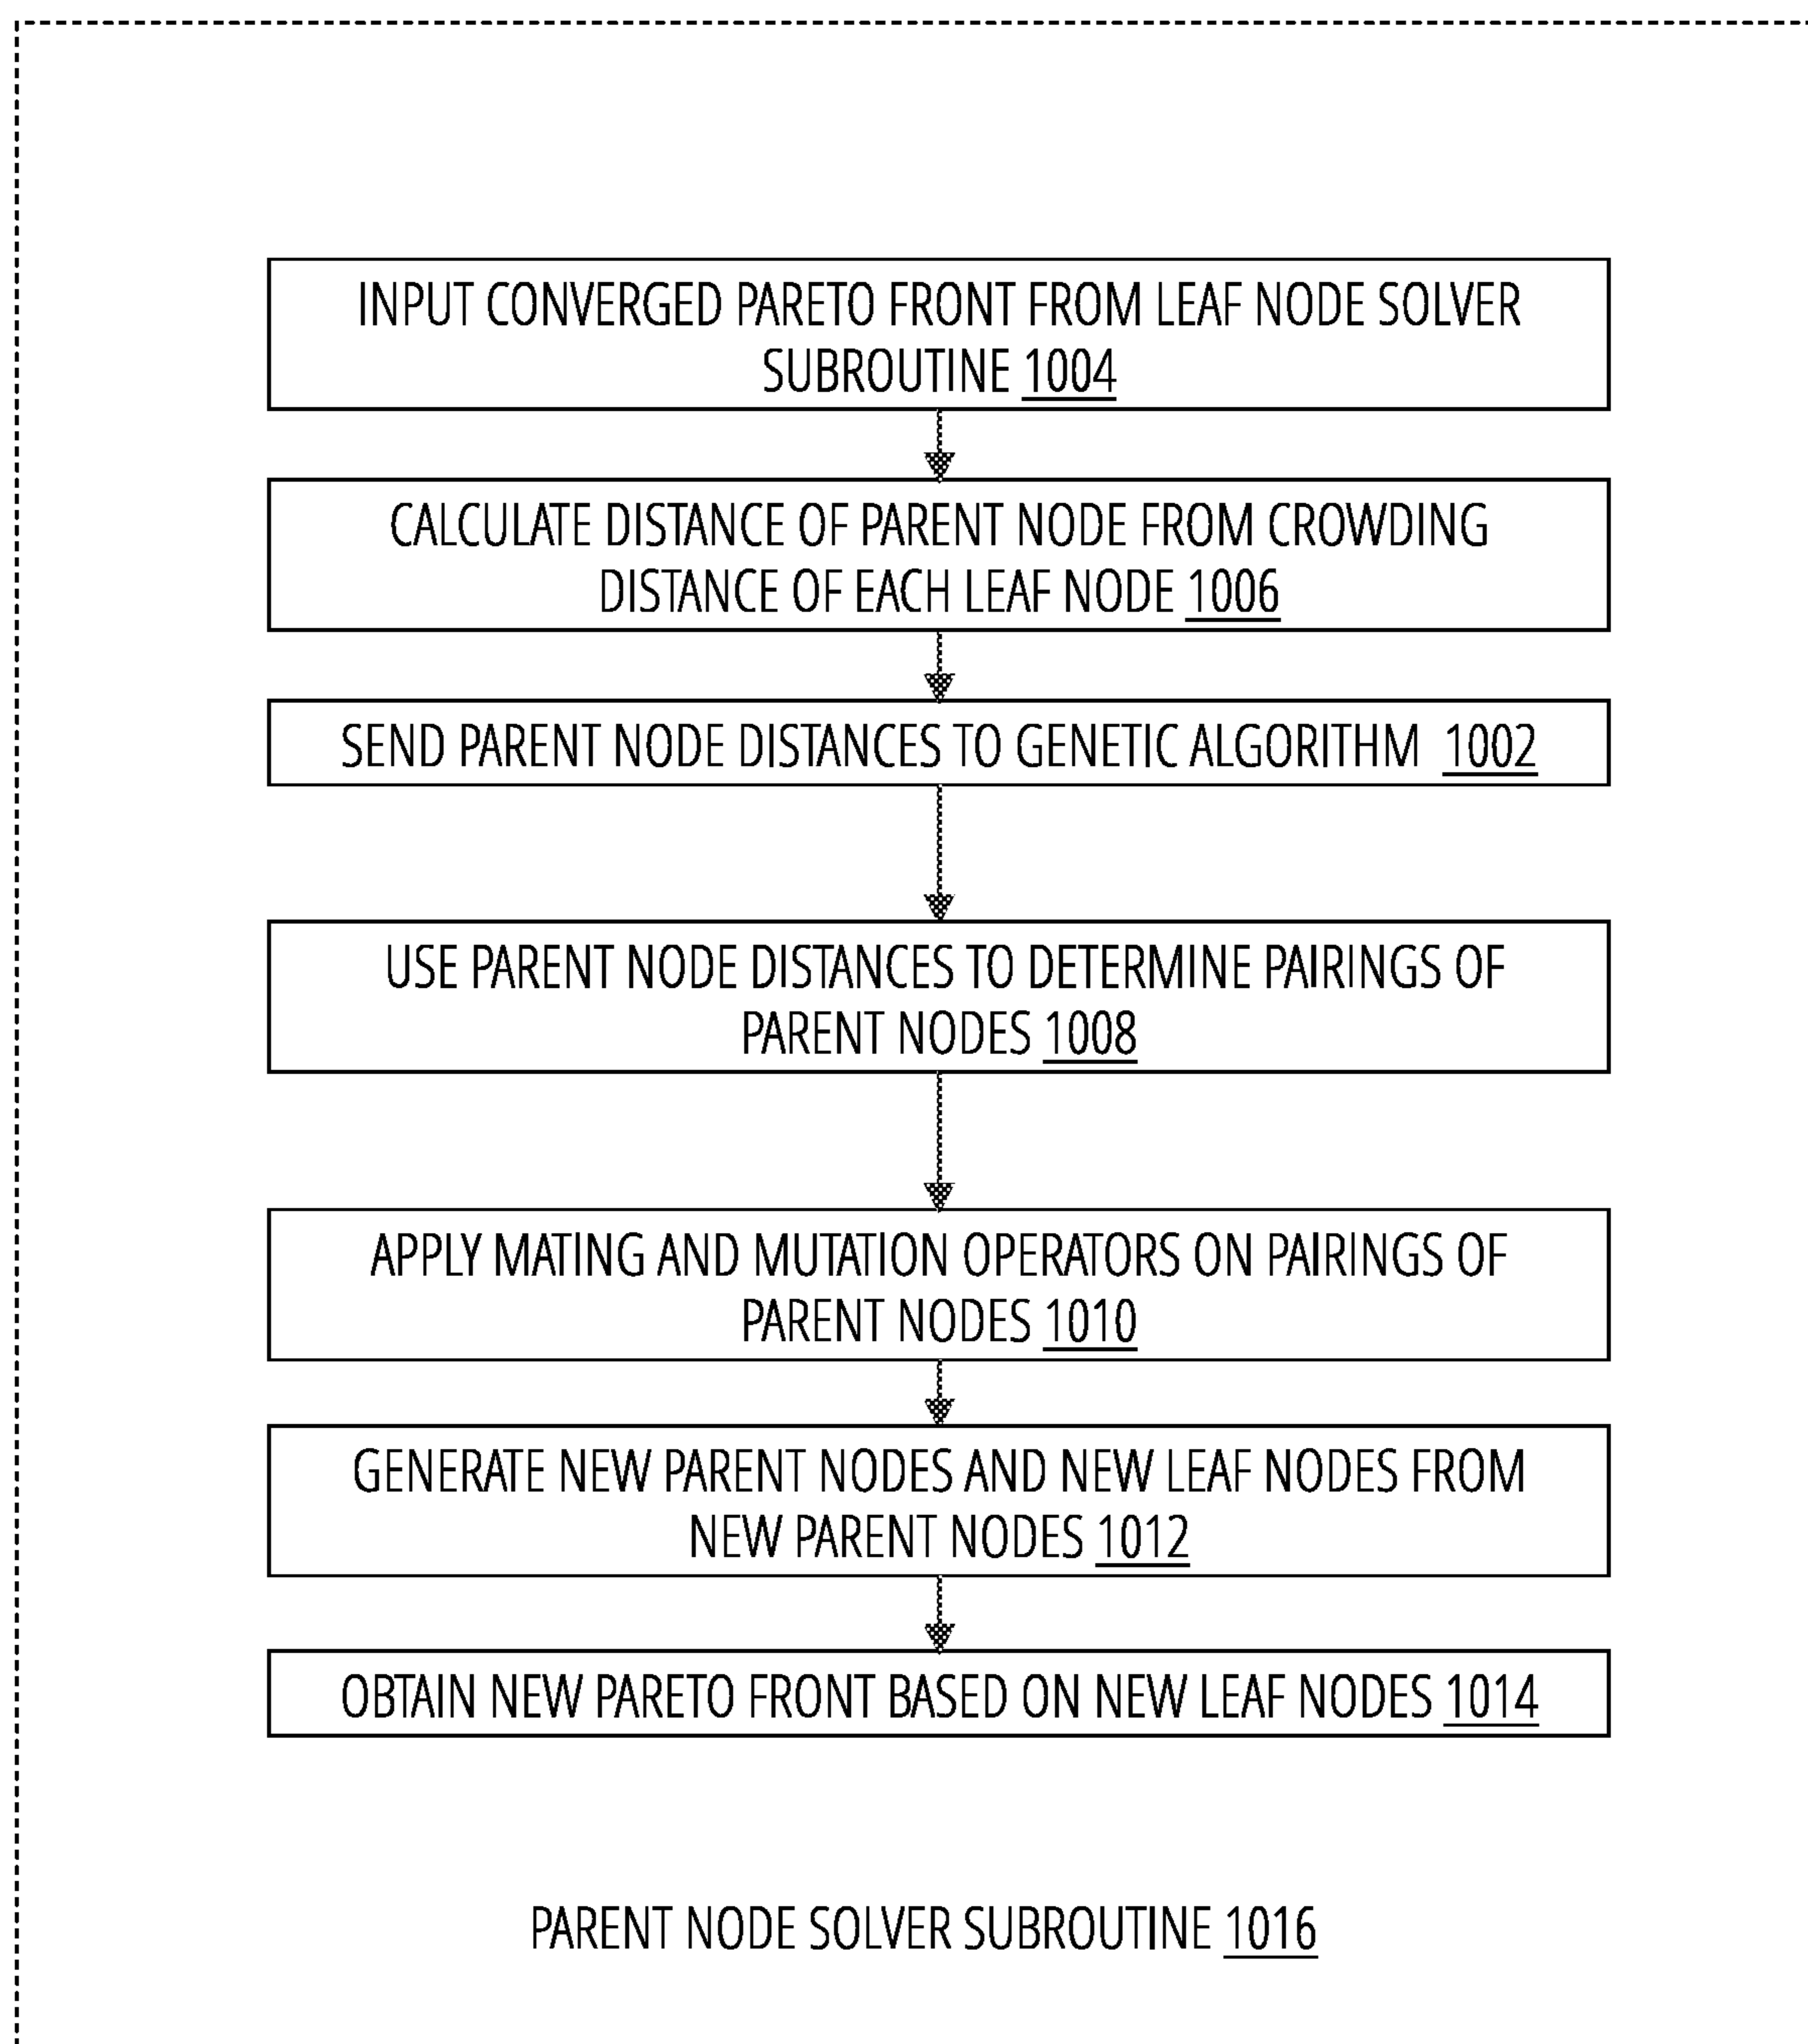 INPUT CONVERGED PARETO FRONT FROM LEAF NODE SOLVER
SUBROUTINE 1004
CALCULATE DISTANCE OF PARENT NODE FROM CROWDING
DISTANCE OF EACH LEAF NODE 1006
SEND PARENT NODE DISTANCES TO GENETIC ALGORITHM 1002
USE PARENT NODE DISTANCES TO DETERMINE PAIRINGS OF
PARENT NODES 1008
APPLY MATING AND MUTATION OPERATORS ON PAIRINGS OF
PARENT NODES 1010
GENERATE NEW PARENT NODES AND NEW LEAF NODES FROM
NEW PARENT NODES 1012
OBTAIN NEW PARETO FRONT BASED ON NEW LEAF NODES 1014
PARENT NODE SOLVER SUBROUTINE 1016